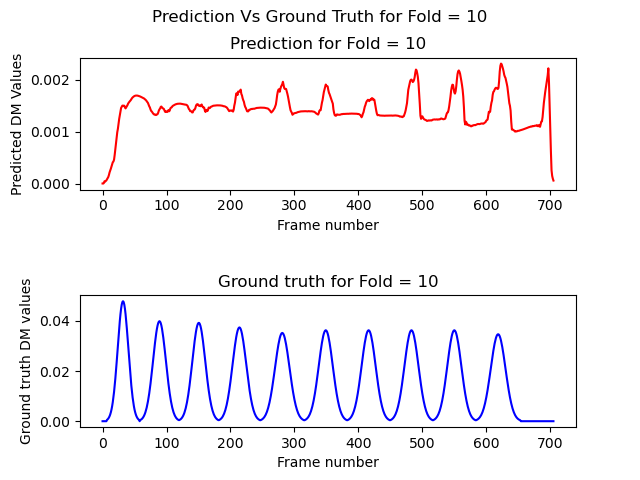 Prediction Vs Ground Truth for Fold = 10
Prediction for Fold = 10
Predicted DM Values
0.002
0.001
0.000
0 100 200 300 400 500 600 700
Frame number
Ground truth for Fold = 10
Ground truth DM values
0.04
0.02
0.00
0 100 200 300 400 500 600 700
Frame number